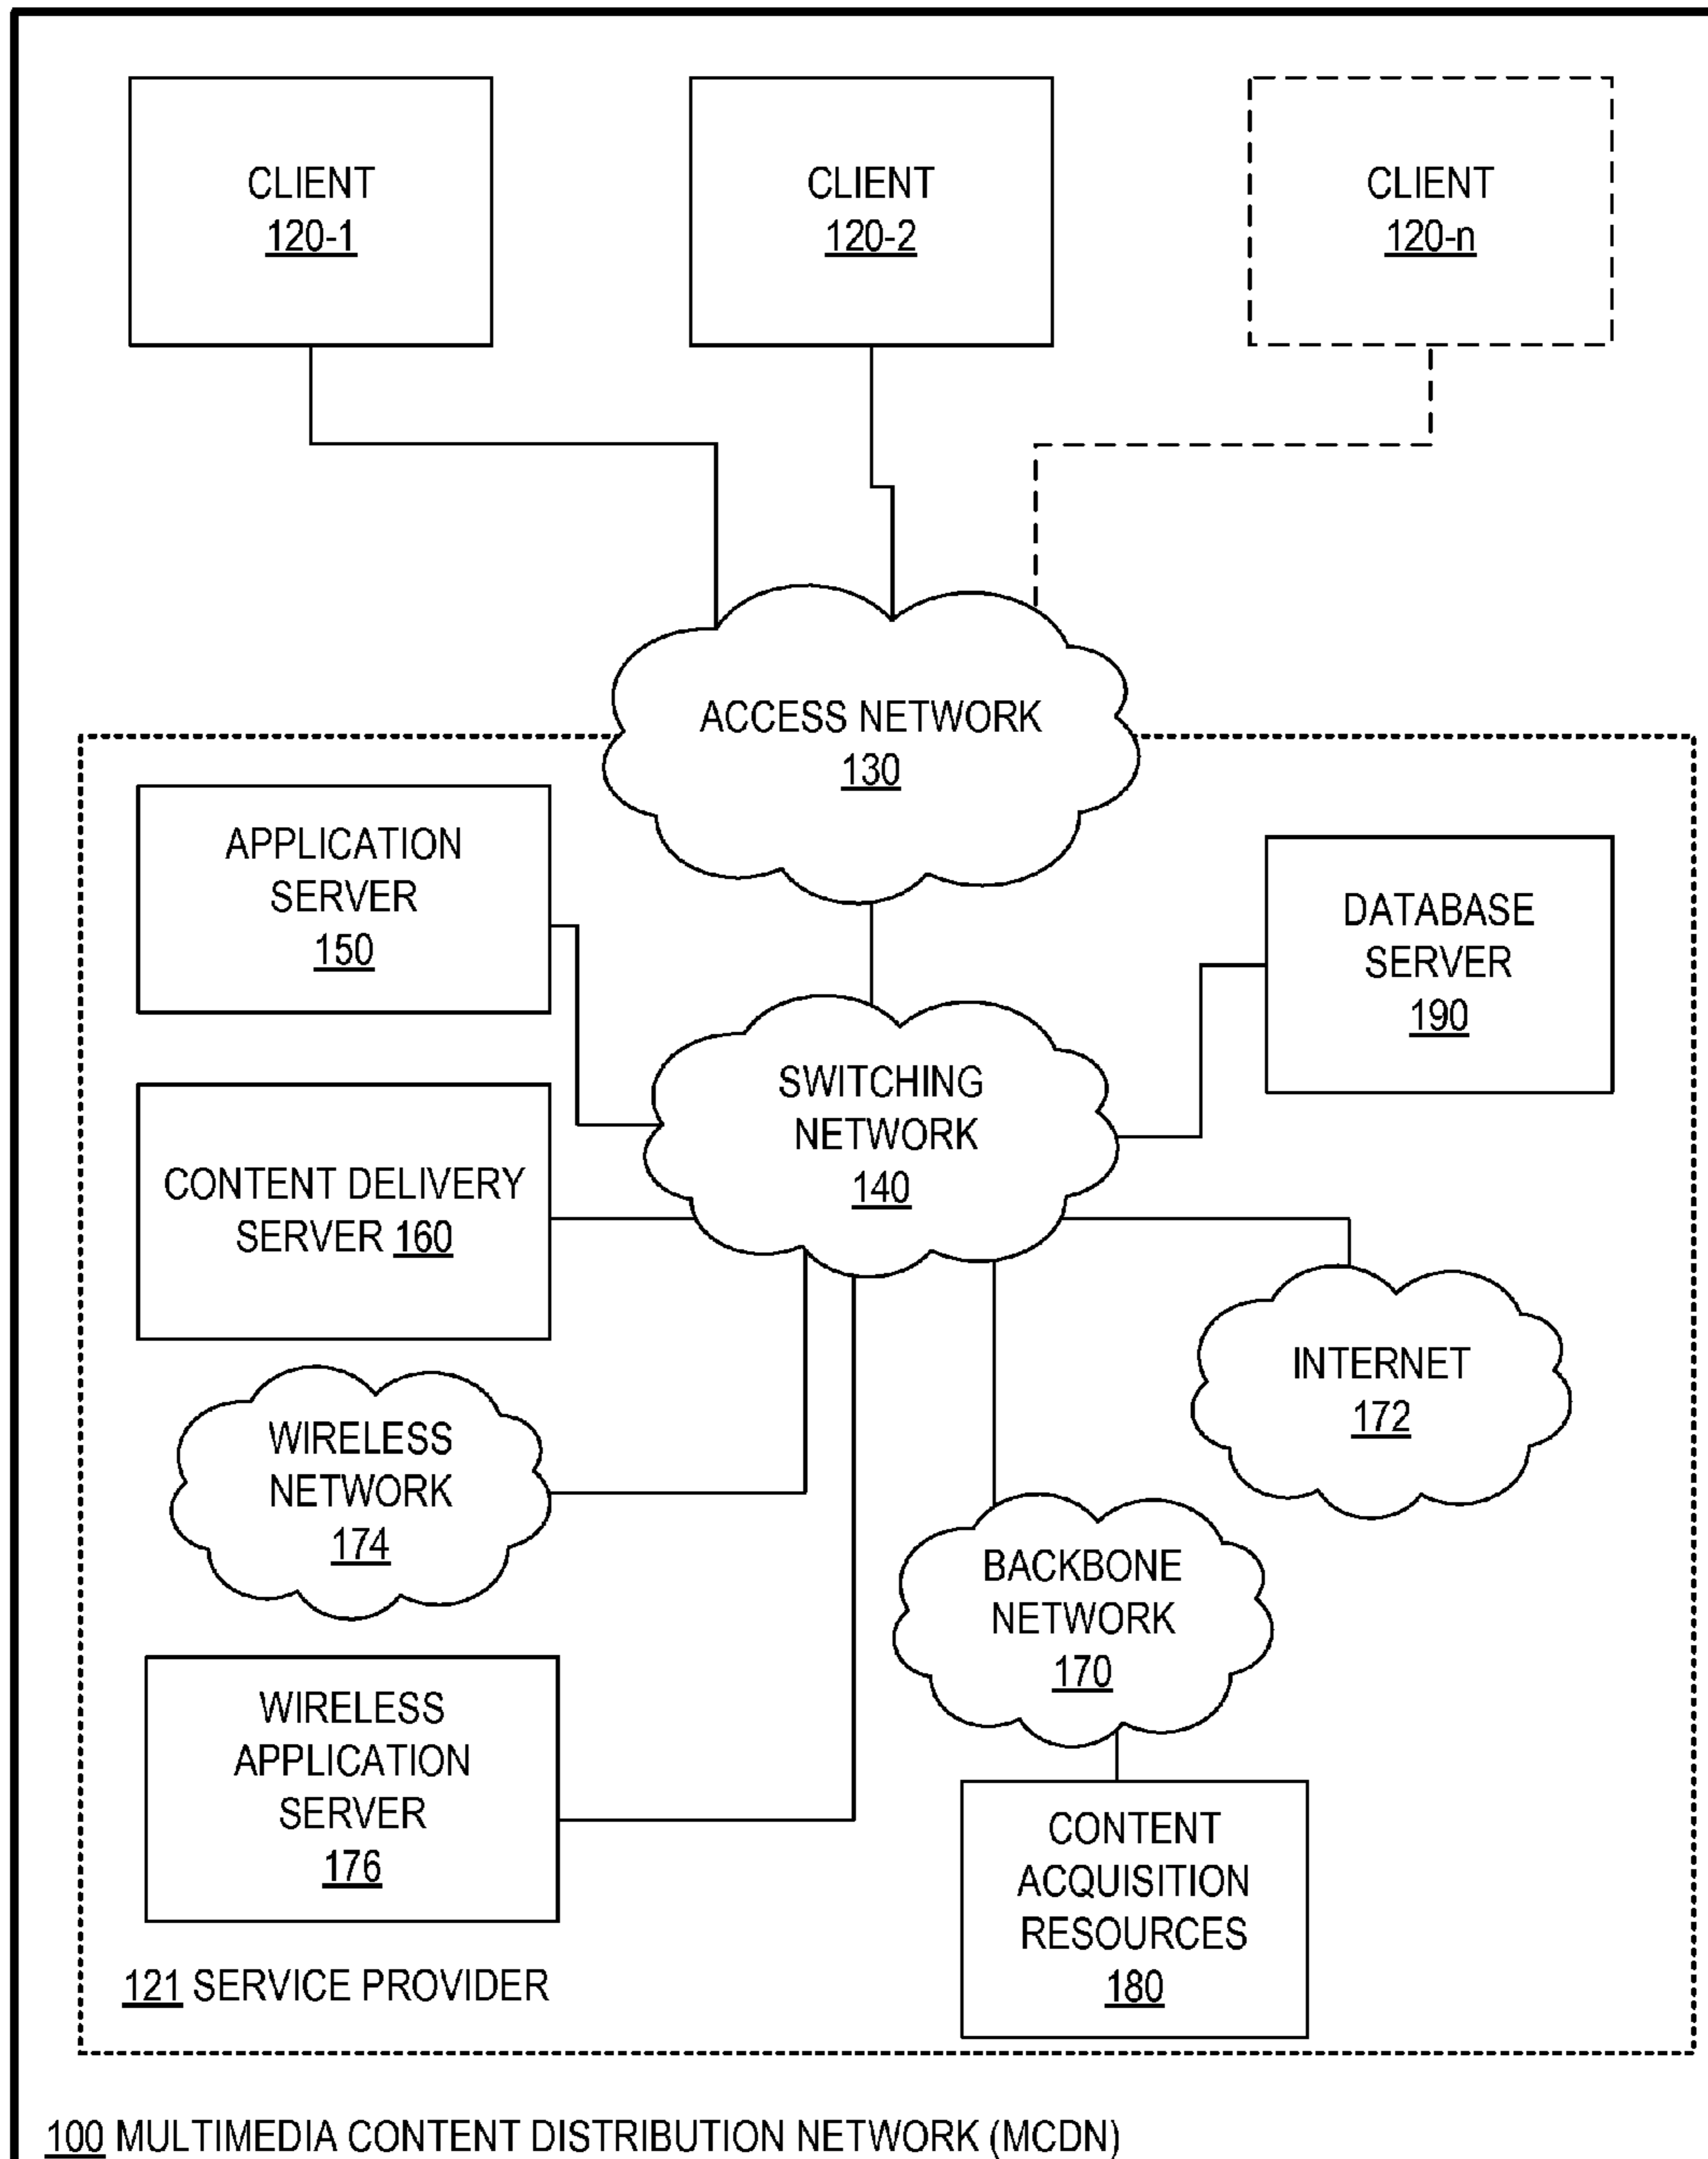 CLIENT
120-1
CLIENT
120-2
CLIENT
120-n
ACCESS NETWORK
130
APPLICATION
SERVER
150
DATABASE
SERVER
190
SWITCHING
NETWORK
140
CONTENT DELIVERY
SERVER 160
INTERNET
172
WIRELESS
NETWORK
174
BACKBONE
NETWORK
170
WIRELESS
APPLICATION
SERVER
176
CONTENT
ACQUISITION
RESOURCES
180
121 SERVICE PROVIDER
100 MULTIMEDIA CONTENT DISTRIBUTION NETWORK (MCDN)